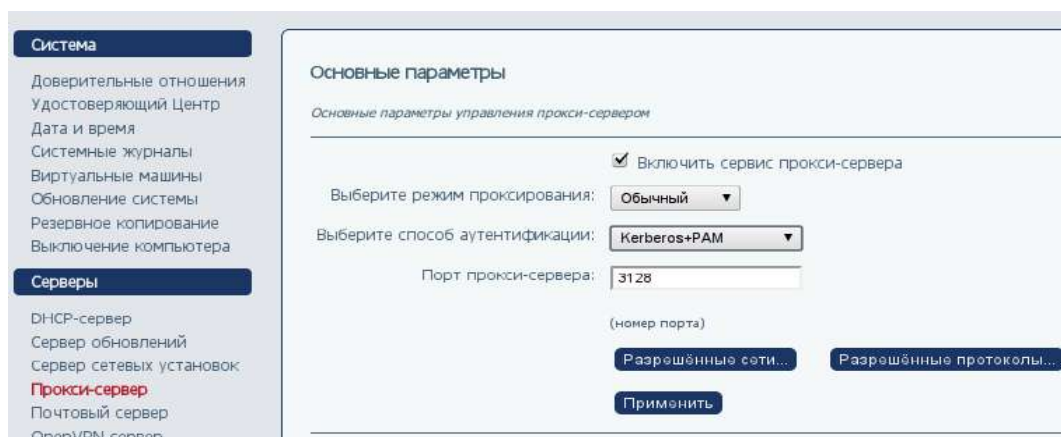 Система
Доверительные отношения
Удостоверяющий Центр
Дата и время
Системные журналы
Виртуальные машины
Обновление системы
Резервное копирование
Выключение компьютера
Серверы
DHCP-сервер
Сервер обновлений
Сервер сетевых установок
Прокси-сервер
Почтовый сервер
OpenVPN-сервер
Основные параметры
Основные параметры управления прокси-сервером
Включить сервис прокси-сервера
Выберите режим проксирования: Обычный
Выберите способ аутентификации: Kerberos+PAM
Порт прокси-сервера: 3128
(номер порта)
Разрешённые сети... Разрешённые протоколы...
Применить